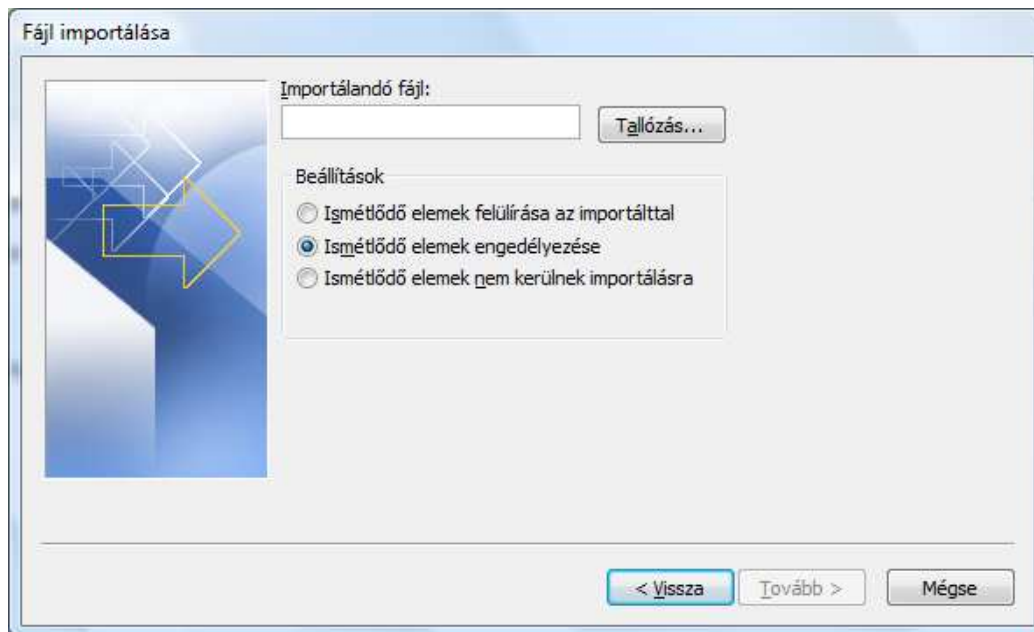 Fájl importálása
Importálandó fájl:
Tallózás...
Beállítások
Ismétlődő elemek felülírása az importálttal
Ismétlődő elemek engedélyezése
Ismétlődő elemek nem kerülnek importálásra
< Vissza
Tovább >
Mégse